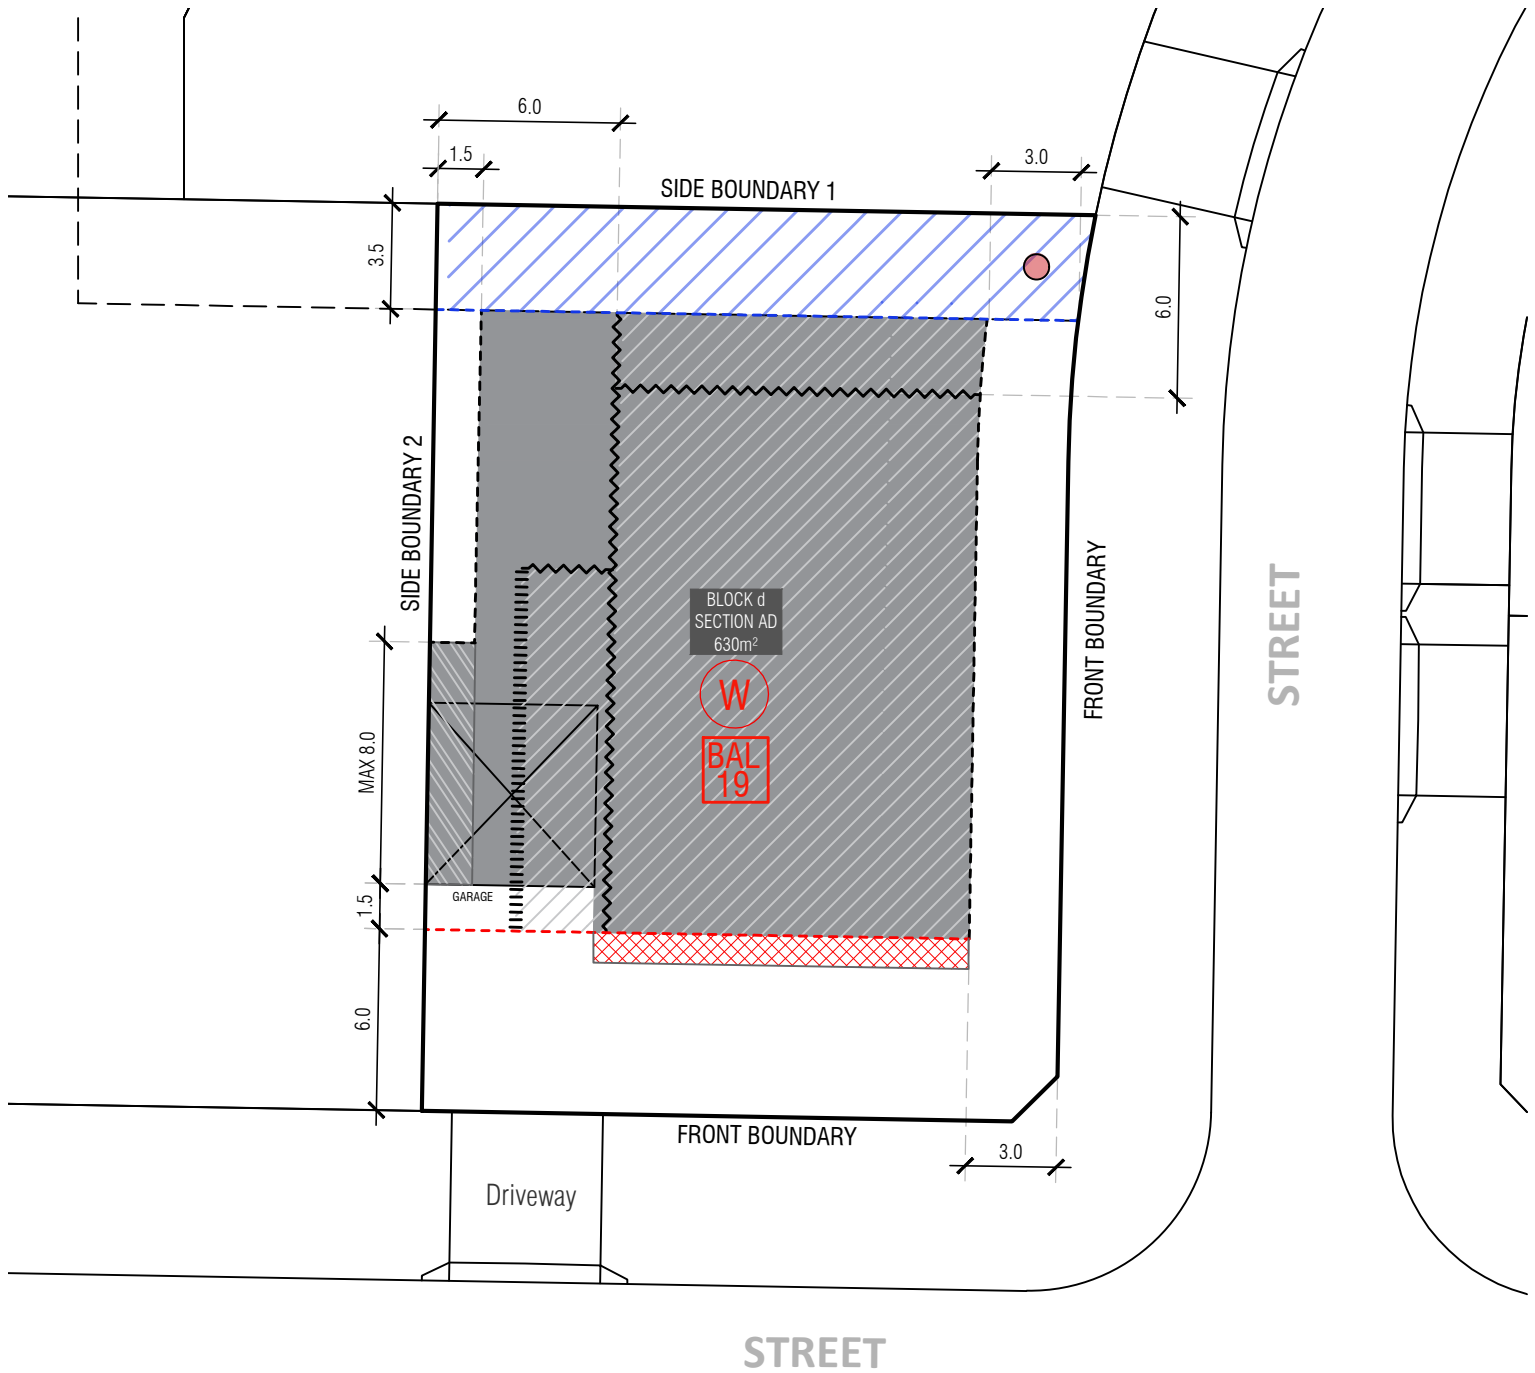 6.0
1.5
3.0
SIDE BOUNDARY 1
3.5
6.0
SIDE BOUNDARY 2
BLOCK d
SECTION AD
630m²
W
BAL
19
FRONT BOUNDARY
STREET
MAX 8.0
GARAGE
1.5
6.0
FRONT BOUNDARY
3.0
Driveway
STREET